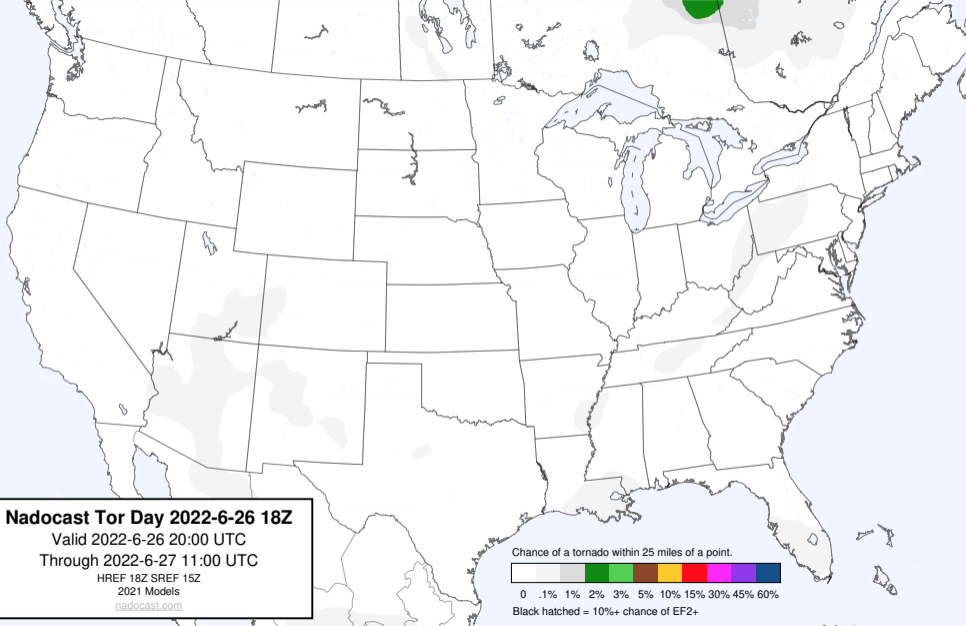 Nadocast Tor Day 2022-6-26 18Z
Valid 2022-6-26 20:00 UTC
Through 2022-6-27 11:00 UTC
HREF 18Z SREF 15Z
2021 Models
nadocast.com
Chance of a tornado within 25 miles of a point.
0 .1% 1% 2% 3% 5% 10% 15% 30% 45% 60%
Black hatched = 10%+ chance of EF2+